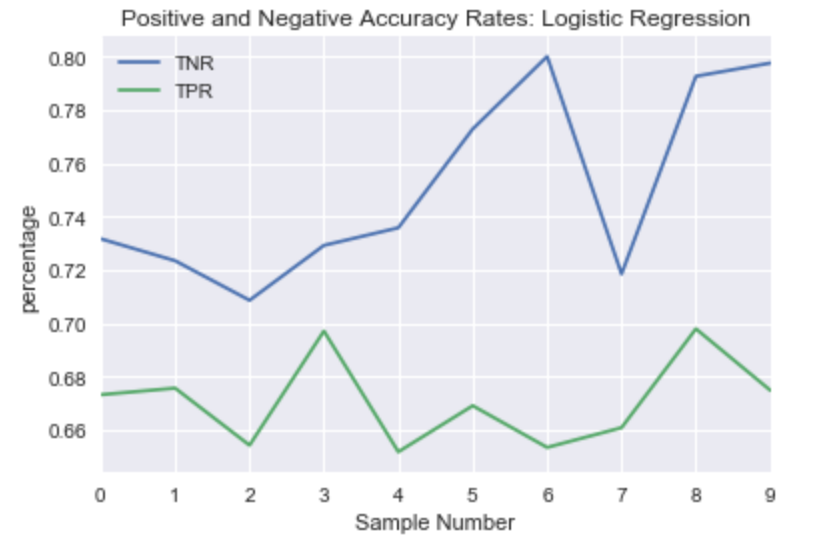 Positive and Negative Accuracy Rates: Logistic Regression
TNR
TPR
percentage
0.80
0.78
0.76
0.74
0.72
0.70
0.68
0.66
0 1 2 3 4 5 6 7 8 9
Sample Number